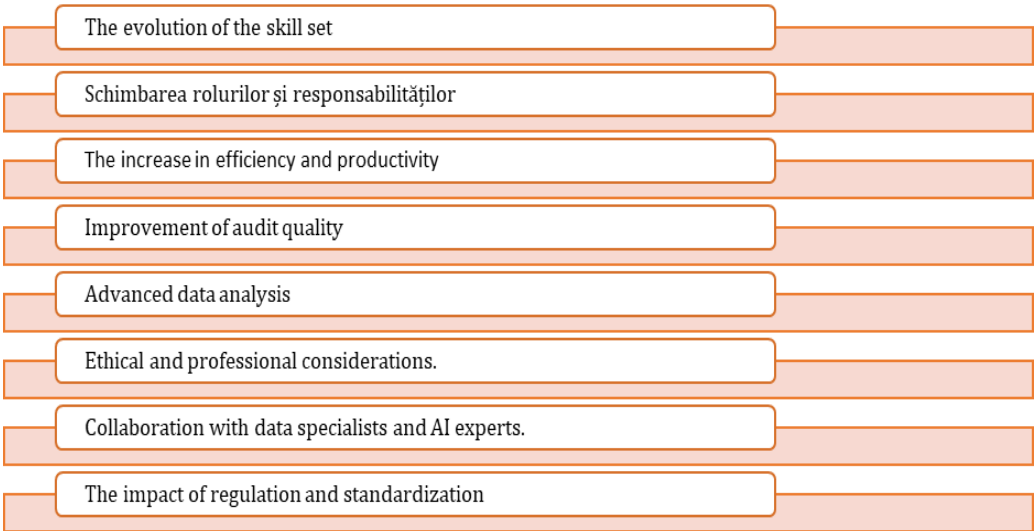 The evolution of the skill set
Schimbarea rolurilor și responsabilităților
The increase in efficiency and productivity
Improvement of audit quality
Advanced data analysis
Ethical and professional considerations.
Collaboration with data specialists and AI experts.
The impact of regulation and standardization